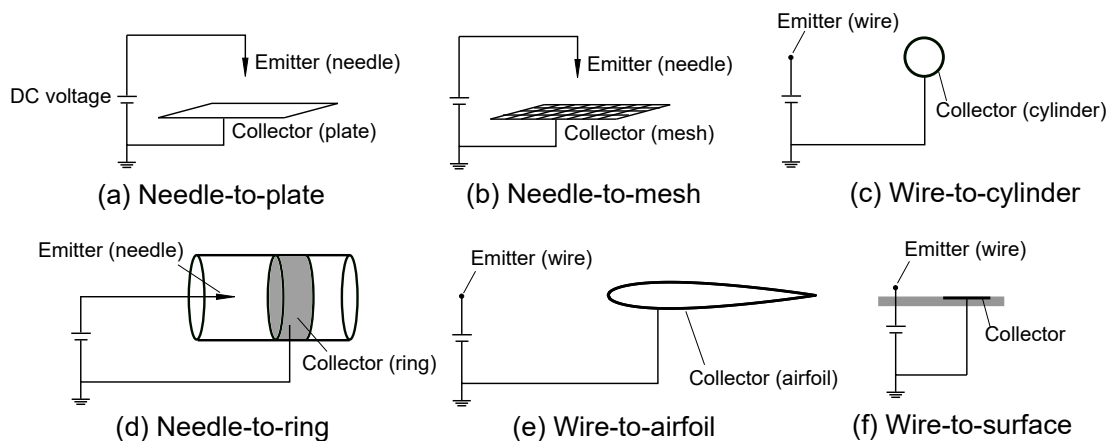 Emitter (needle)
DC voltage
Collector (plate)
(a) Needle-to-plate
Emitter (needle)
Collector (mesh)
(b) Needle-to-mesh
Emitter (wire)
Collector (cylinder)
(c) Wire-to-cylinder
Emitter (needle)
Collector (ring)
(d) Needle-to-ring
Emitter (wire)
Collector (airfoil)
(e) Wire-to-airfoil
Emitter (wire)
Collector
(f) Wire-to-surface